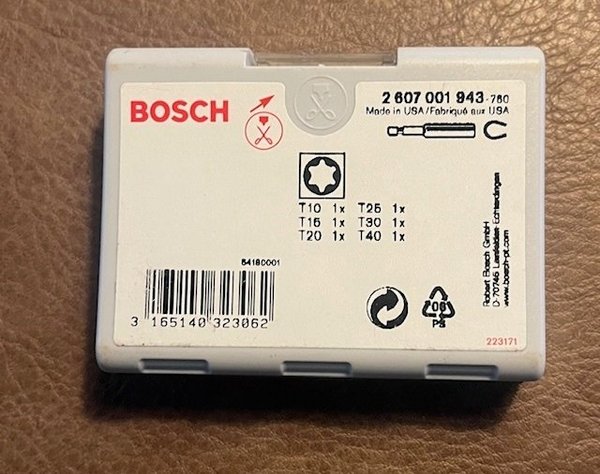 BOSCH
2 607 001 943-760
Made in USA/Fabriqué aux USA
T10 1x T25 1x
T15 1x T30 1x
T20 1x T40 1x
Robert Bosch GmbH
D-70745 Leinfelden-Echterdingen
www.bosch-pt.com
54180001
3 165140 323062
06
PS
223171